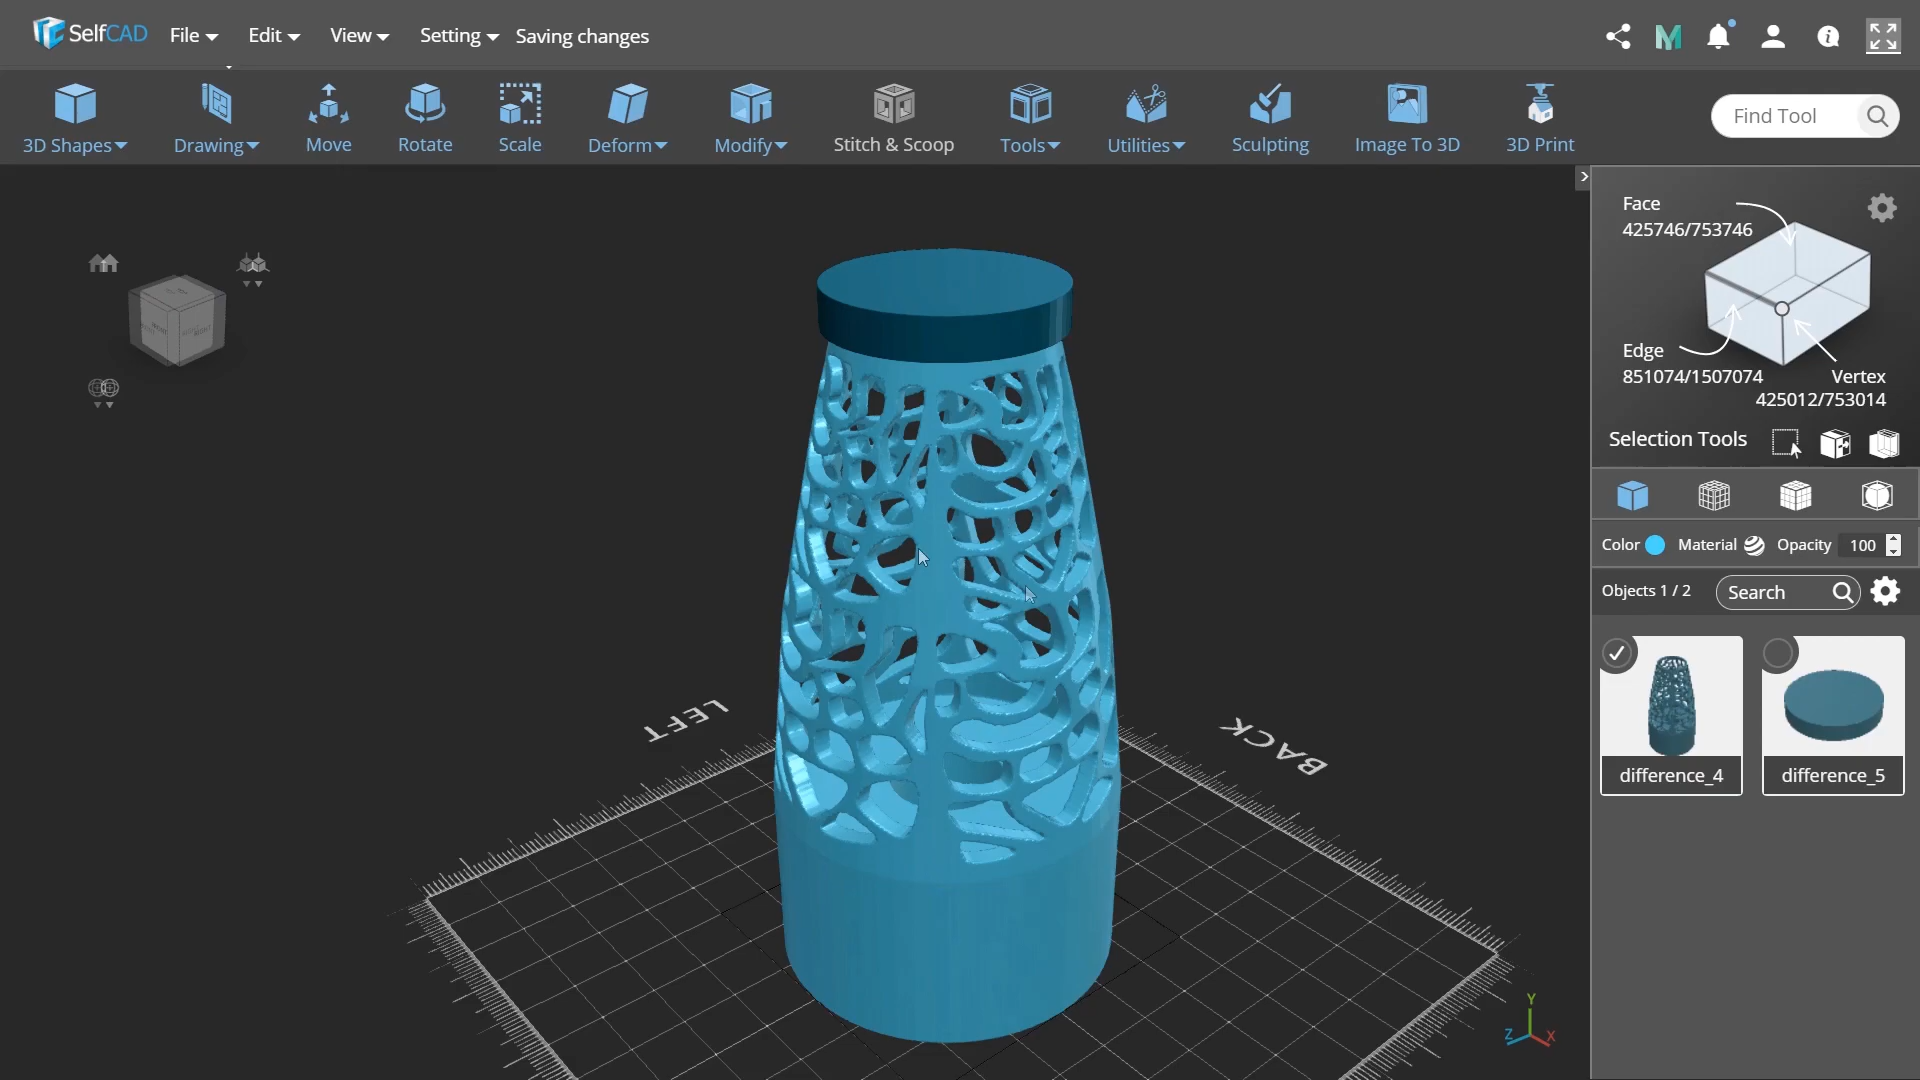 SelfCAD File Edit View Setting Saving changes
3D Shapes Drawing Move Rotate Scale Deform Modify Stitch & Scoop Tools Utilities Sculpting Image To 3D 3D Print Find Tool
Face
425746/753746
Edge
851074/1507074
Vertex
425012/753014
Selection Tools
Color Material Opacity 100
Objects 1 / 2 Search
difference_4 difference_5
LEFT
BACK
Y
Z X